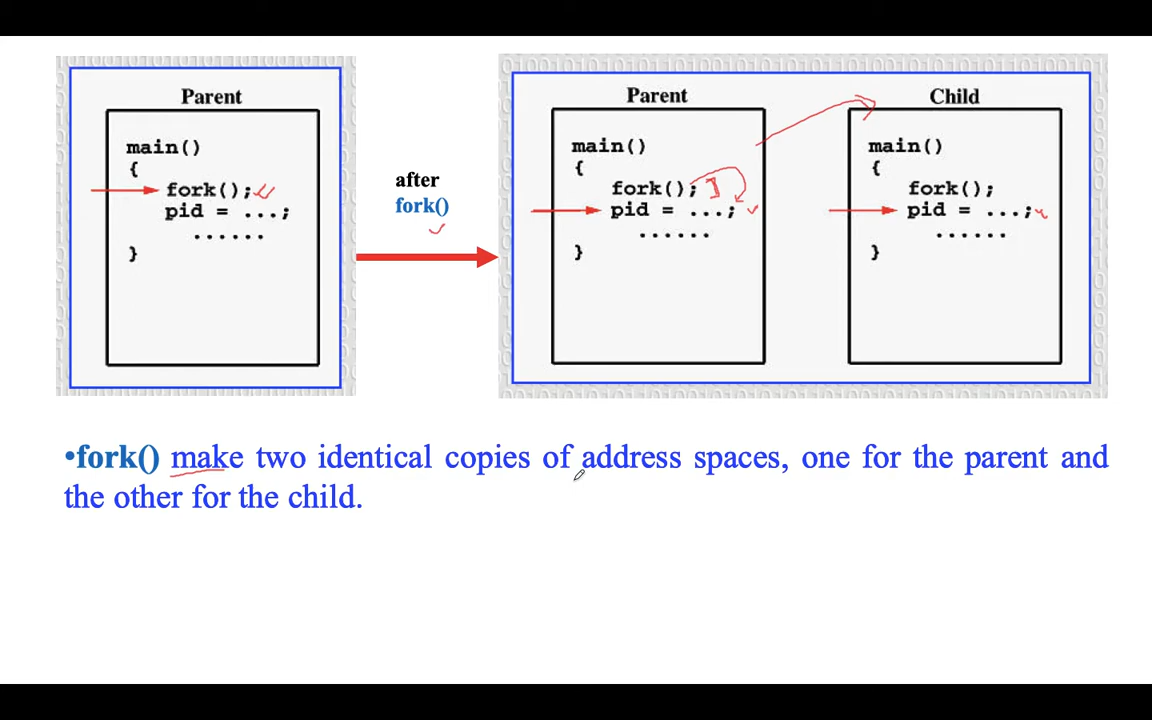 Parent
main()
{
fork();
pid = ...;
......
}
after
fork()
Parent
main()
{
fork();
pid = ...;
......
}
Child
main()
{
fork();
pid = ...;
......
}
•fork() make two identical copies of address spaces, one for the parent and
the other for the child.